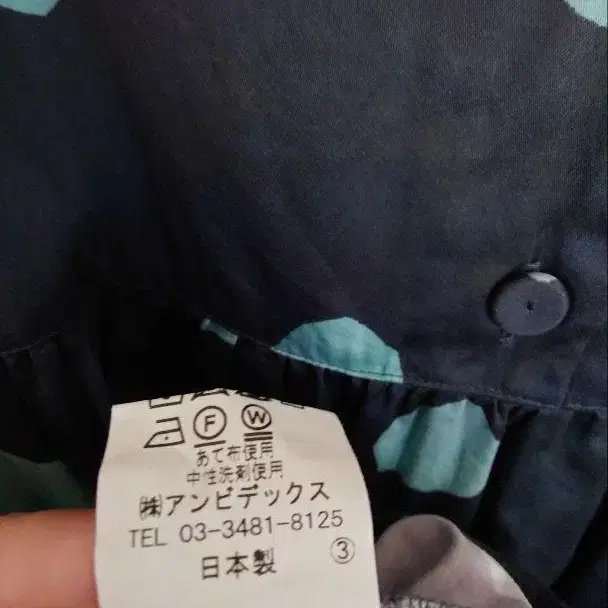 F W
あて布使用
中性洗剤使用
㈱アンビデックス
TEL 03-3481-8125
日本製 ③